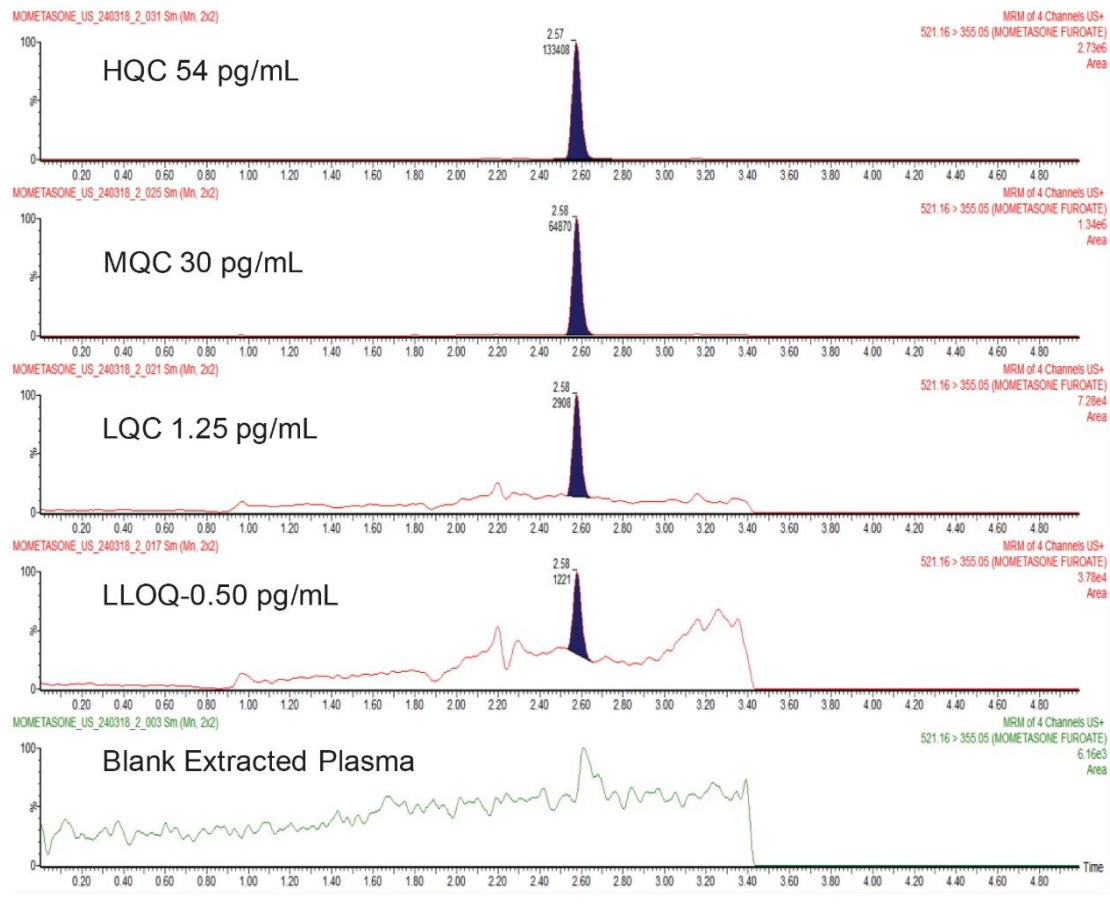 MOMETASONE_US_240318_2_031 Sm (Mn, 2x2)
MRM of 4 Channels US+
521.16 > 355.05 (MOMETASONE FUROATE)
2.73e6
Area
HQC 54 pg/mL
2.57
133408
100
%
0
0.20 0.40 0.60 0.80 1.00 1.20 1.40 1.60 1.80 2.00 2.20 2.40 2.60 2.80 3.00 3.20 3.40 3.60 3.80 4.00 4.20 4.40 4.60 4.80
MOMETASONE_US_240318_2_025 Sm (Mn, 2x2)
MRM of 4 Channels US+
521.16 > 355.05 (MOMETASONE FUROATE)
1.34e6
Area
MQC 30 pg/mL
2.58
64870
100
%
0
0.20 0.40 0.60 0.80 1.00 1.20 1.40 1.60 1.80 2.00 2.20 2.40 2.60 2.80 3.00 3.20 3.40 3.60 3.80 4.00 4.20 4.40 4.60 4.80
MOMETASONE_US_240318_2_021 Sm (Mn, 2x2)
MRM of 4 Channels US+
521.16 > 355.05 (MOMETASONE FUROATE)
7.28e4
Area
LQC 1.25 pg/mL
2.58
2908
100
%
0
0.20 0.40 0.60 0.80 1.00 1.20 1.40 1.60 1.80 2.00 2.20 2.40 2.60 2.80 3.00 3.20 3.40 3.60 3.80 4.00 4.20 4.40 4.60 4.80
MOMETASONE_US_240318_2_017 Sm (Mn, 2x2)
MRM of 4 Channels US+
521.16 > 355.05 (MOMETASONE FUROATE)
3.78e4
Area
LLOQ-0.50 pg/mL
2.58
1221
100
%
0
0.20 0.40 0.60 0.80 1.00 1.20 1.40 1.60 1.80 2.00 2.20 2.40 2.60 2.80 3.00 3.20 3.40 3.60 3.80 4.00 4.20 4.40 4.60 4.80
MOMETASONE_US_240318_2_003 Sm (Mn, 2x2)
MRM of 4 Channels US+
521.16 > 355.05 (MOMETASONE FUROATE)
6.16e3
Area
Blank Extracted Plasma
100
%
0
Time
0.20 0.40 0.60 0.80 1.00 1.20 1.40 1.60 1.80 2.00 2.20 2.40 2.60 2.80 3.00 3.20 3.40 3.60 3.80 4.00 4.20 4.40 4.60 4.80